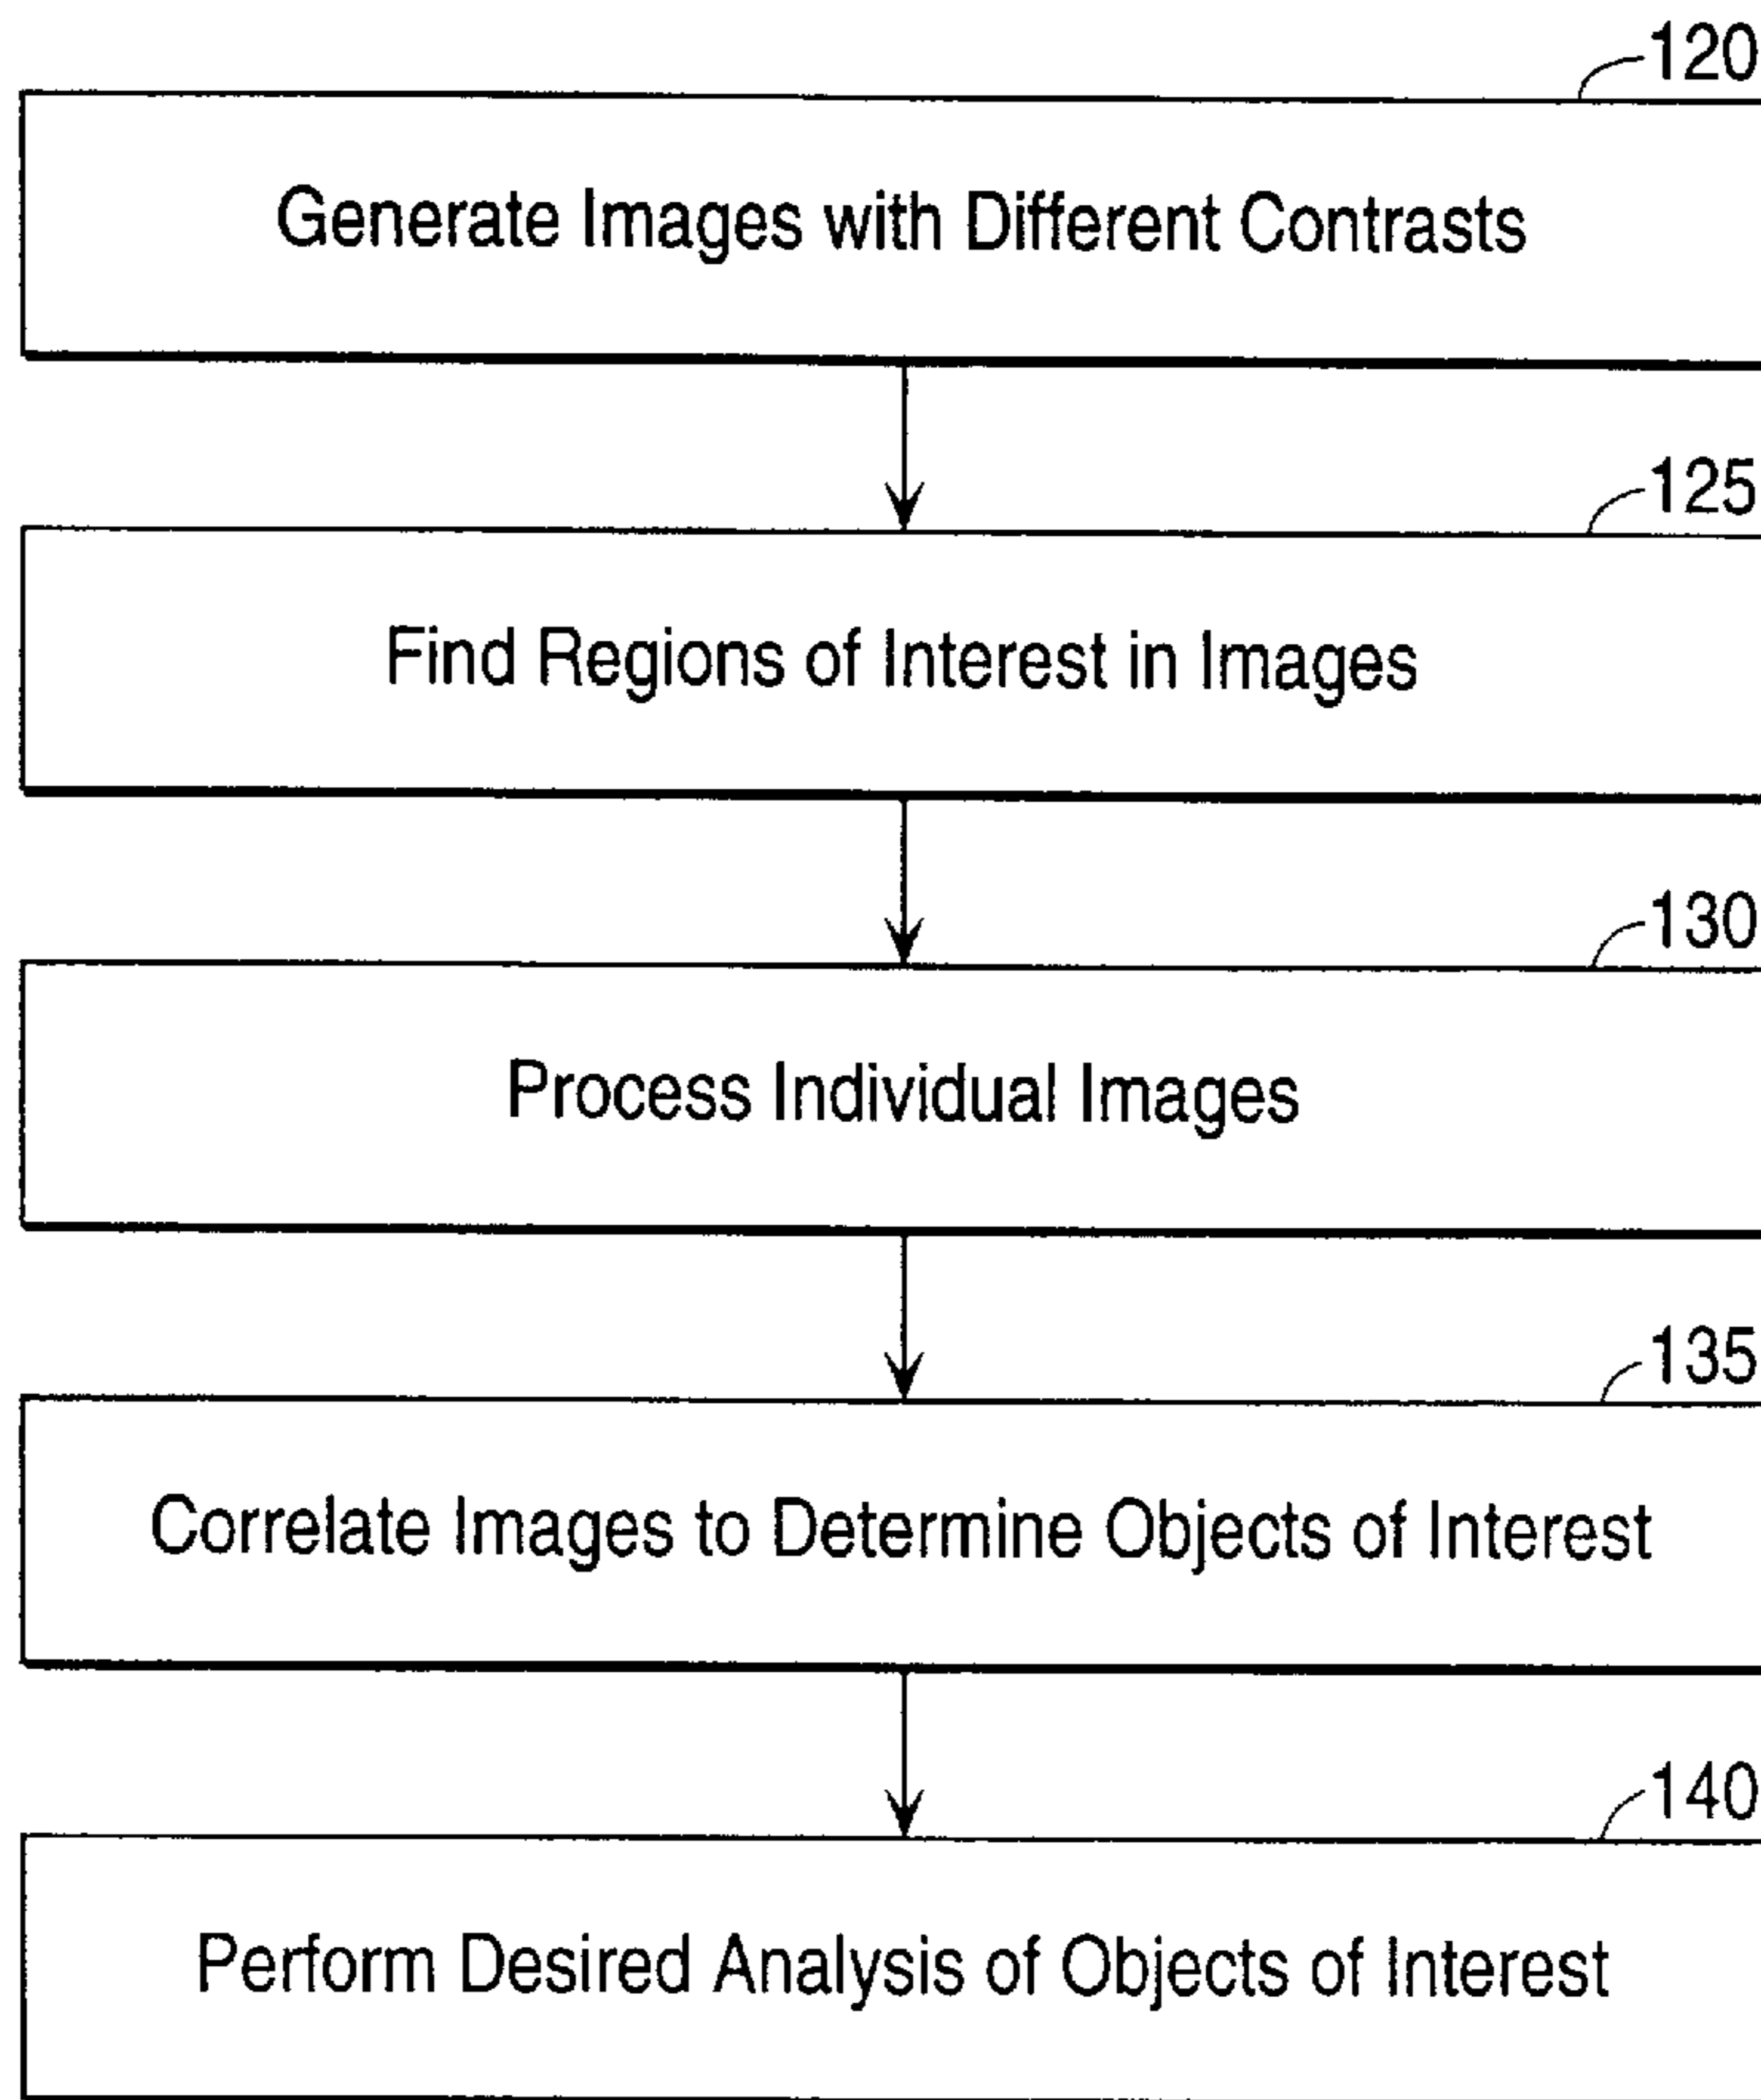 120
Generate Images with Different Contrasts
125
Find Regions of Interest in Images
130
Process Individual Images
135
Correlate Images to Determine Objects of Interest
140
Perform Desired Analysis of Objects of Interest